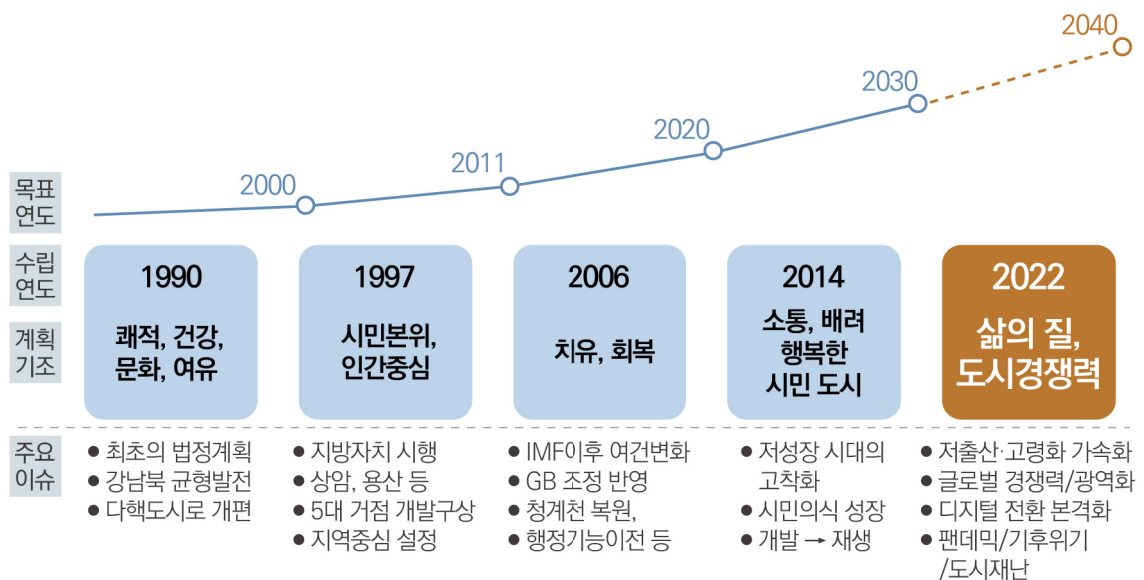 2040
2030
2020
2011
2000
목표
연도
수립
연도
1990
1997
2006
2014
2022
계획
기조
쾌적, 건강,
문화, 여유
시민본위,
인간중심
치유, 회복
소통, 배려
행복한
시민 도시
삶의 질,
도시경쟁력
주요
이슈
● 최초의 법정계획
● 강남북 균형발전
● 다핵도시로 개편
● 지방자치 시행
● 상암, 용산 등
● 5대 거점 개발구상
● 지역중심 설정
● IMF이후 여건변화
● GB 조정 반영
● 청계천 복원,
● 행정기능이전 등
● 저성장 시대의
고착화
● 시민의식 성장
● 개발 → 재생
● 저출산·고령화 가속화
● 글로벌 경쟁력/광역화
● 디지털 전환 본격화
● 팬데믹/기후위기
/도시재난